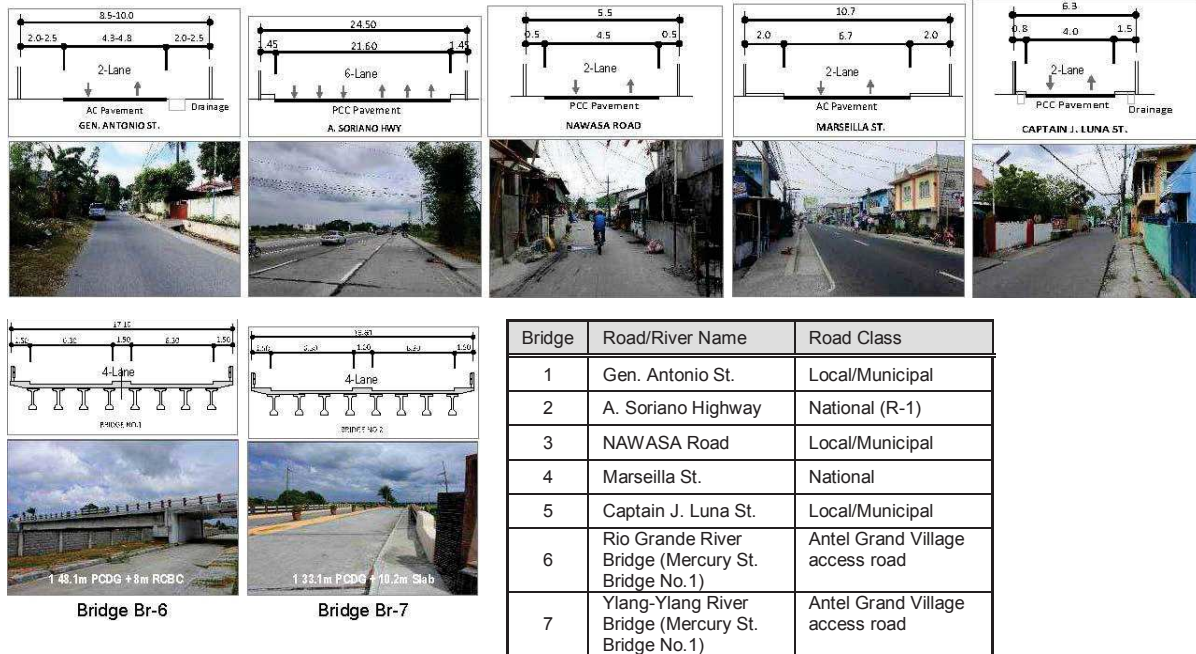 8.5-10.0
2.0-2.5 4.3-4.8 2.0-2.5
2-Lane
AC Pavement Drainage
GEN. ANTONIO ST.
24.50
1.45 21.60 1.45
6-Lane
PCC Pavement
A. SORIANO HWY
5.5
0.5 4.5 0.5
2-Lane
PCC Pavement
NAWASA ROAD
10.7
2.0 6.7 2.0
2-Lane
AC Pavement
MARSEILLA ST.
6.3
0.8 4.0 1.5
2-Lane
PCC Pavement Drainage
CAPTAIN J. LUNA ST.
1.50 1.50 1.50
4-Lane
BRIDGE NO.1
4-Lane
BRIDGE NO 2
1 48.1m PCDG + 8m RCBC
Bridge Br-6
1 33.1m PCDG + 10.2m Slab
Bridge Br-7
Bridge Road/River Name Road Class
1 Gen. Antonio St. Local/Municipal
2 A. Soriano Highway National (R-1)
3 NAWASA Road Local/Municipal
4 Marseilla St. National
5 Captain J. Luna St. Local/Municipal
6 Rio Grande River Bridge (Mercury St. Bridge No.1) Antel Grand Village access road
7 Ylang-Ylang River Bridge (Mercury St. Bridge No.1) Antel Grand Village access road